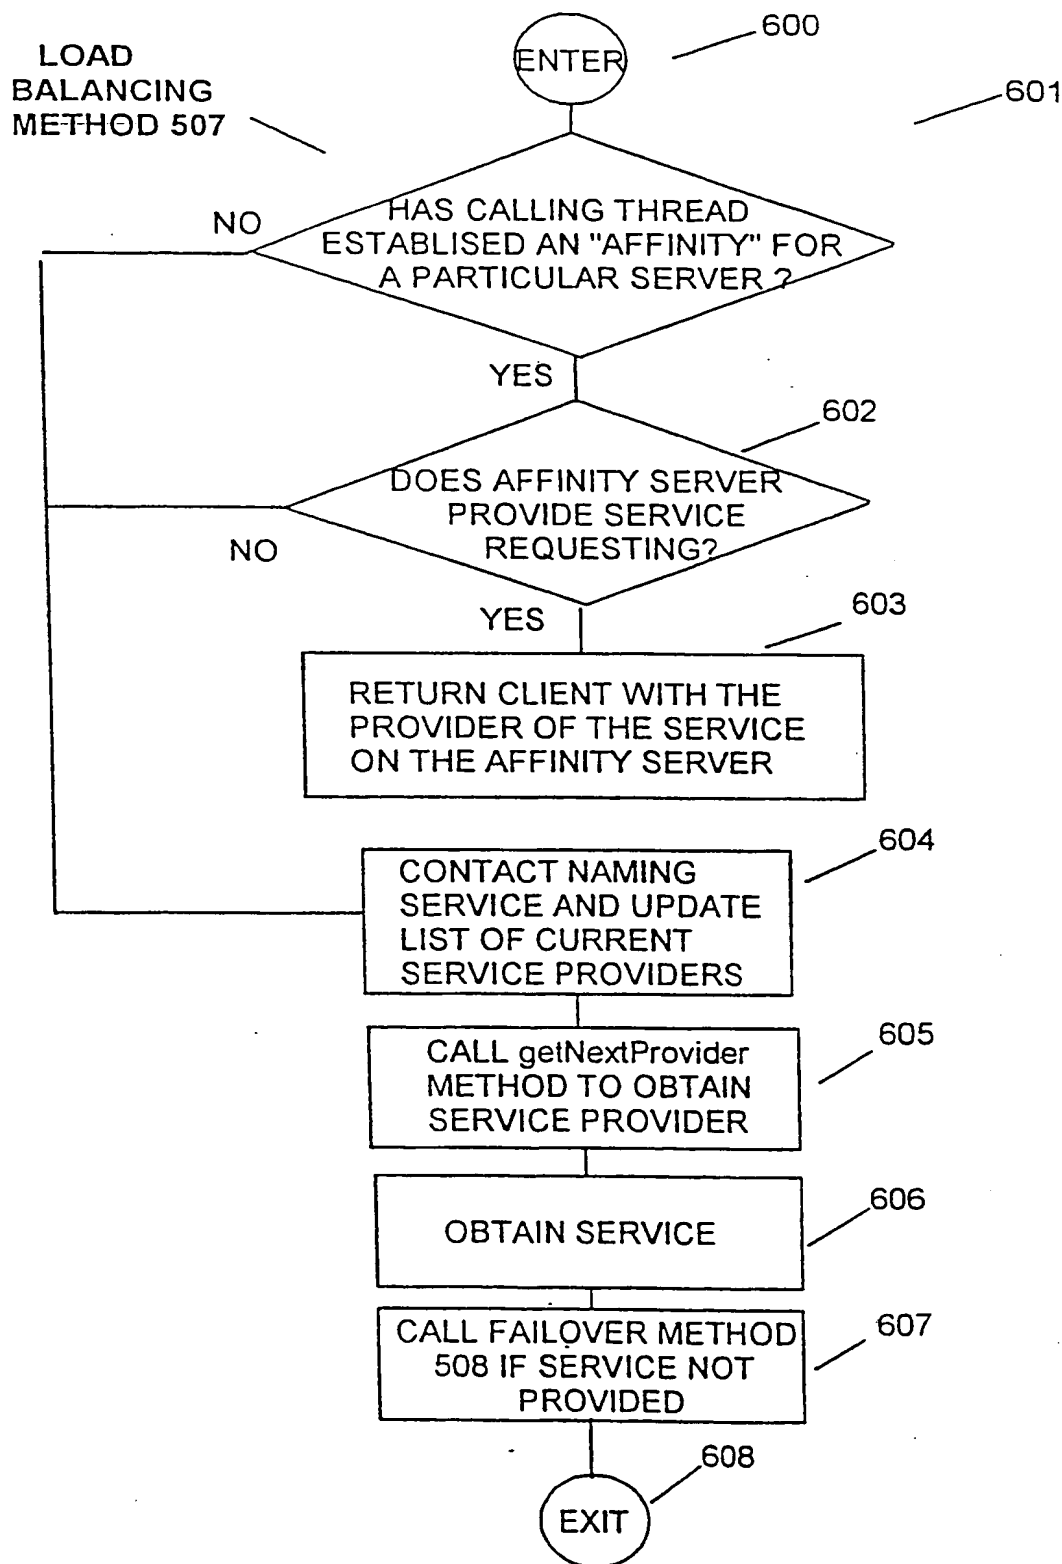 600
ENTER
LOAD
BALANCING
METHOD 507
601
HAS CALLING THREAD
ESTABLISED AN "AFFINITY" FOR
A PARTICULAR SERVER ?
NO
YES
602
DOES AFFINITY SERVER
PROVIDE SERVICE
REQUESTING?
NO
YES
603
RETURN CLIENT WITH THE
PROVIDER OF THE SERVICE
ON THE AFFINITY SERVER
604
CONTACT NAMING
SERVICE AND UPDATE
LIST OF CURRENT
SERVICE PROVIDERS
605
CALL getNextProvider
METHOD TO OBTAIN
SERVICE PROVIDER
606
OBTAIN SERVICE
607
CALL FAILOVER METHOD
508 IF SERVICE NOT
PROVIDED
608
EXIT